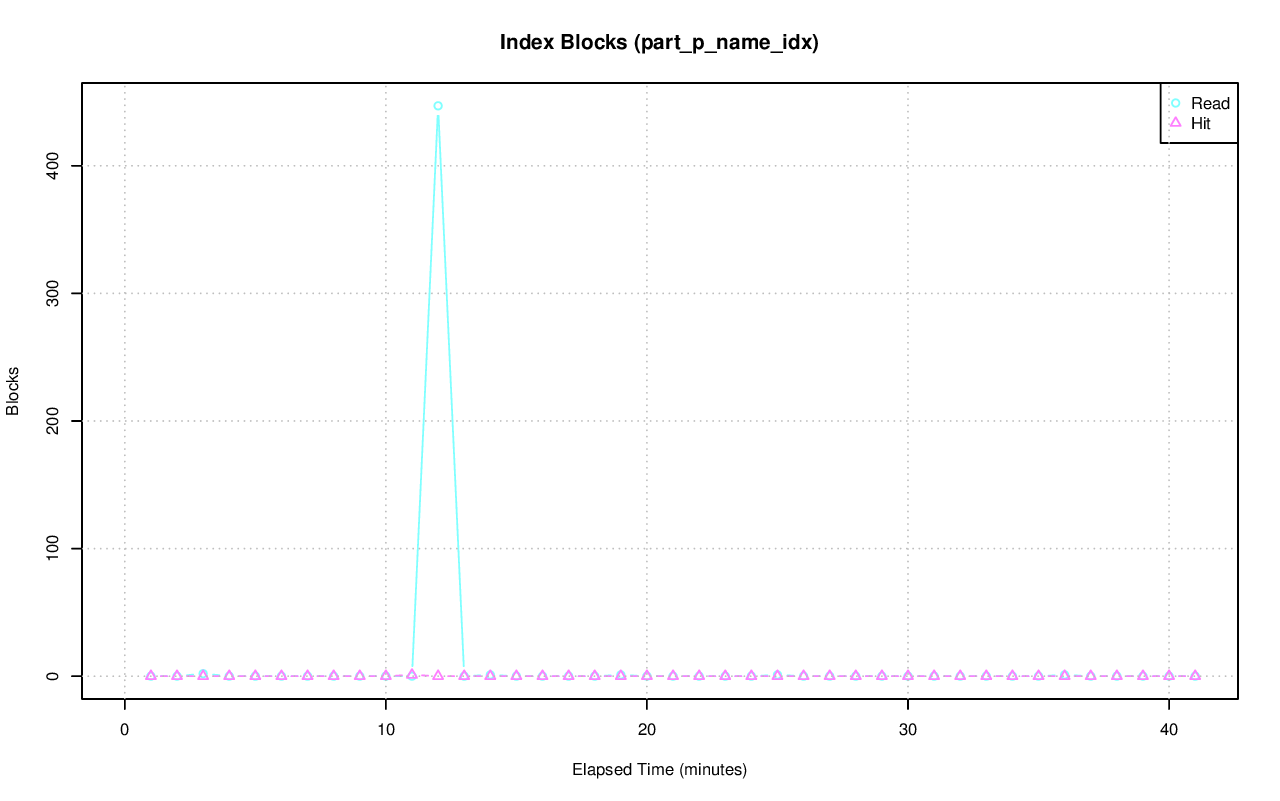 Index Blocks (part_p_name_idx)
Read
Hit
400
300
200
100
0
Blocks
0 10 20 30 40
Elapsed Time (minutes)